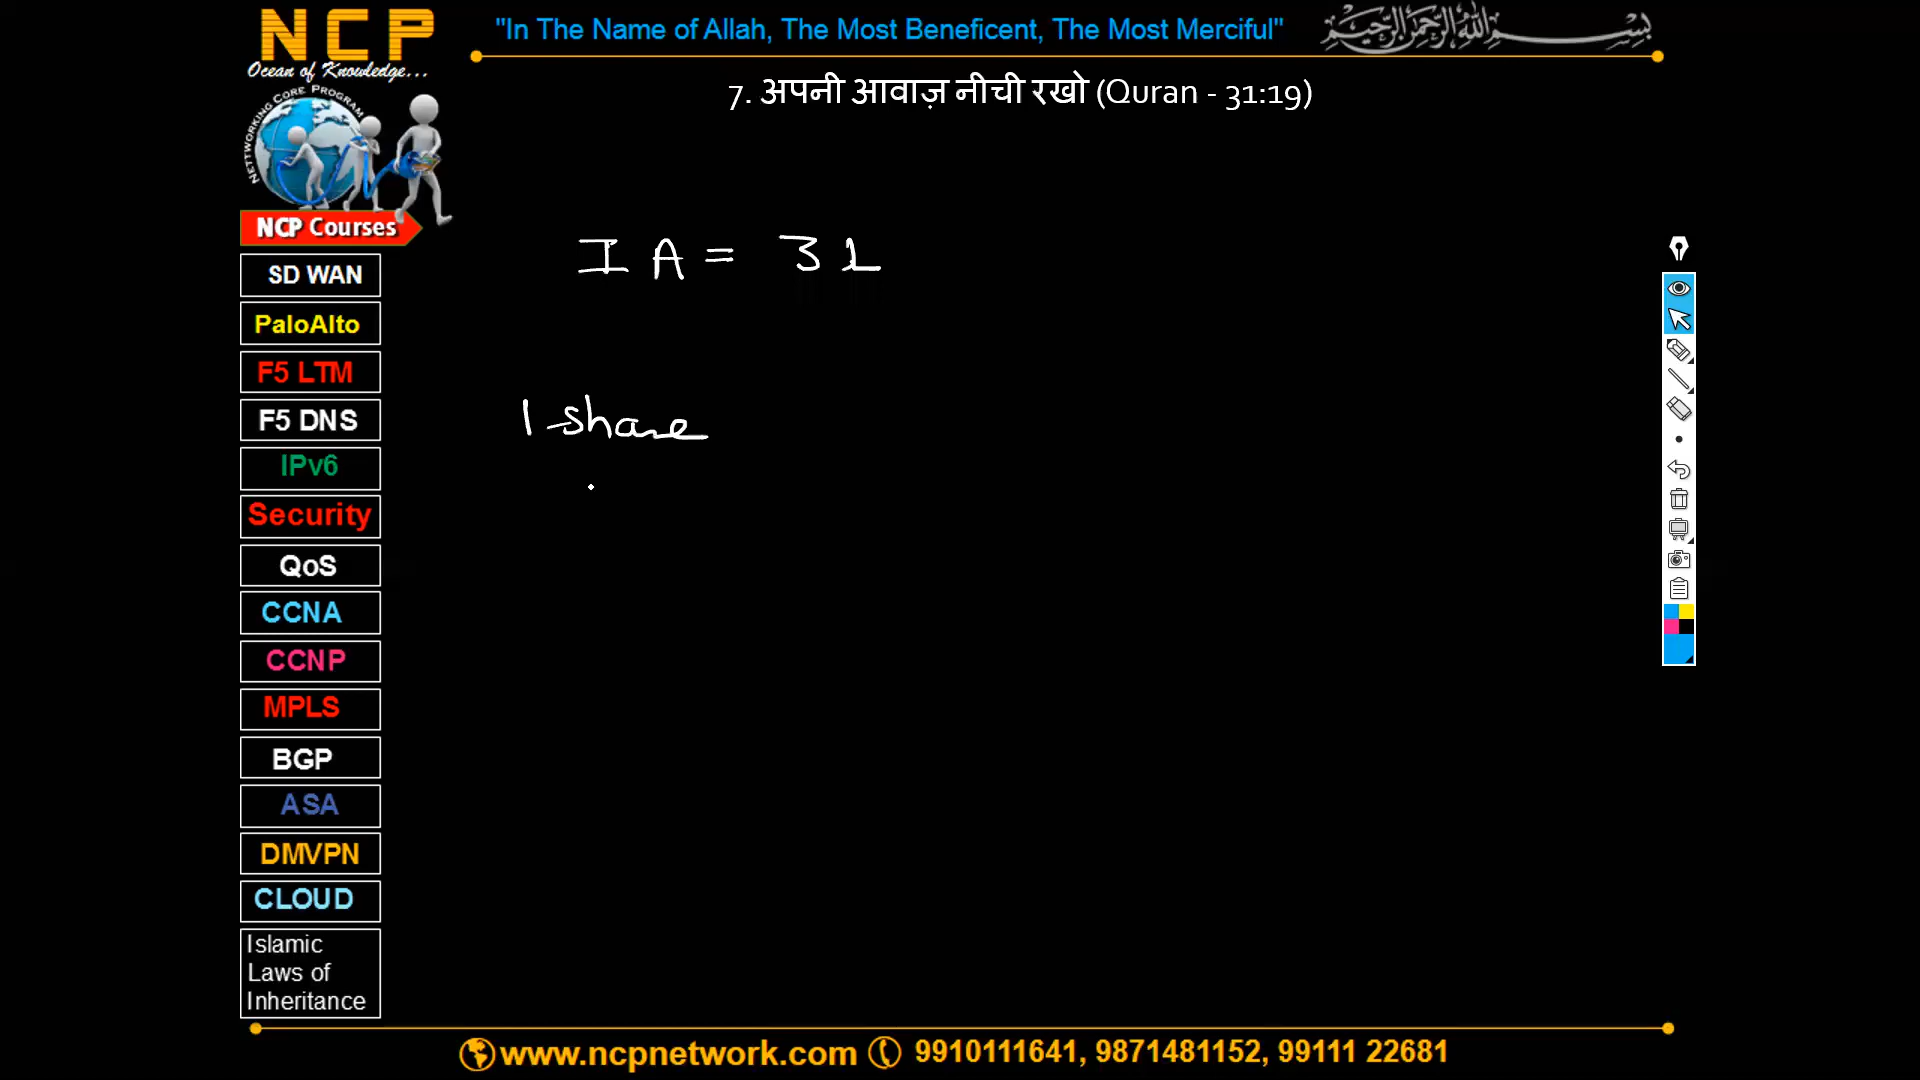 NCP
Ocean of Knowledge...
"In The Name of Allah, The Most Beneficent, The Most Merciful"
بسم الله الرحمن الرحيم
7. अपनी आवाज़ नीची रखो (Quran - 31:19)
NETTWORKING CORE PROGRAM
NCP Courses
SD WAN
PaloAlto
F5 LTM
F5 DNS
IPv6
Security
QoS
CCNA
CCNP
MPLS
BGP
ASA
DMVPN
CLOUD
Islamic
Laws of
Inheritance
I A = 31
1 share
www.ncpnetwork.com 9910111641, 9871481152, 99111 22681